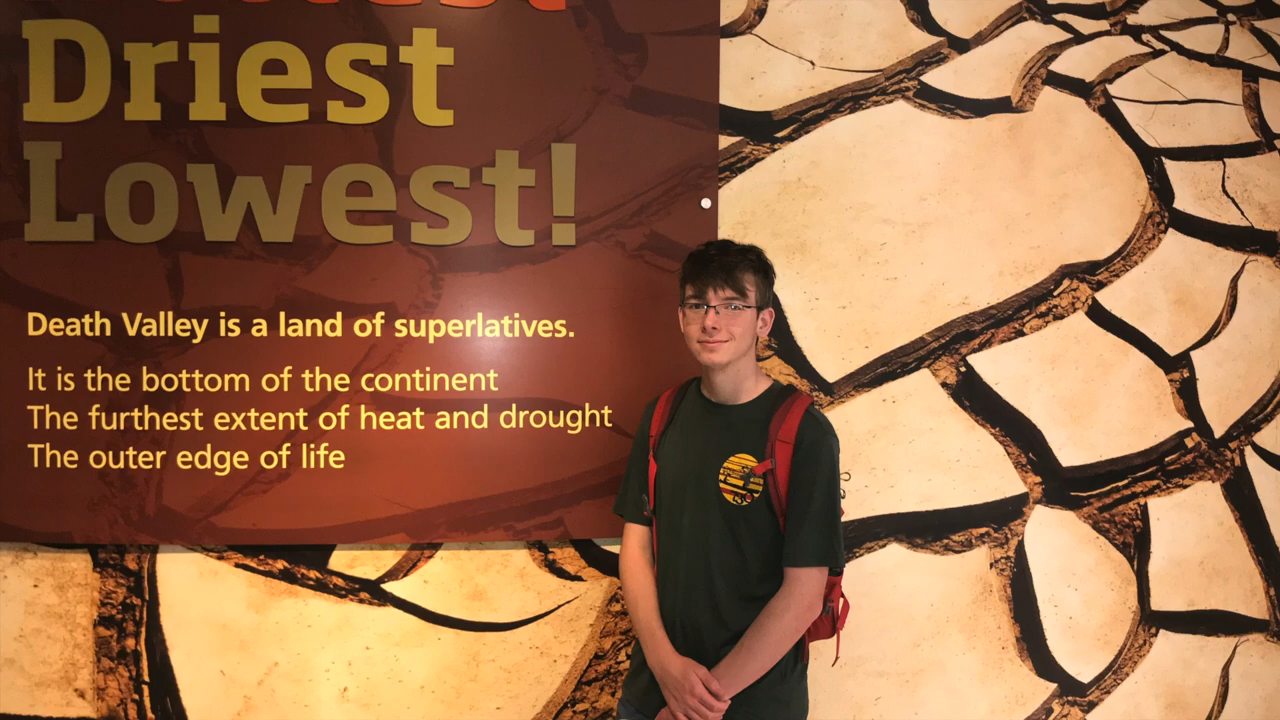 Driest
Lowest!
Death Valley is a land of superlatives.
It is the bottom of the continent
The furthest extent of heat and drought
The outer edge of life